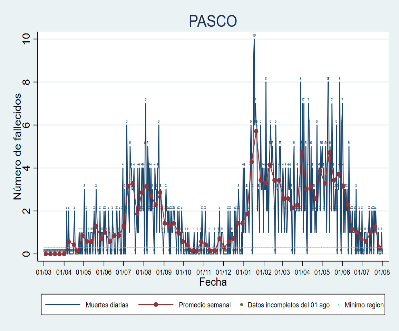 PASCO
Número de fallecidos
10
8
6
4
2
0
01/03 01/04 01/05 01/06 01/07 01/08 01/09 01/10 01/11 01/12 01/01 01/02 01/03 01/04 01/05 01/06 01/07 01/08
Fecha
Muertes diarias Promedio semanal Datos incompletos del 01 ago Mínimo region